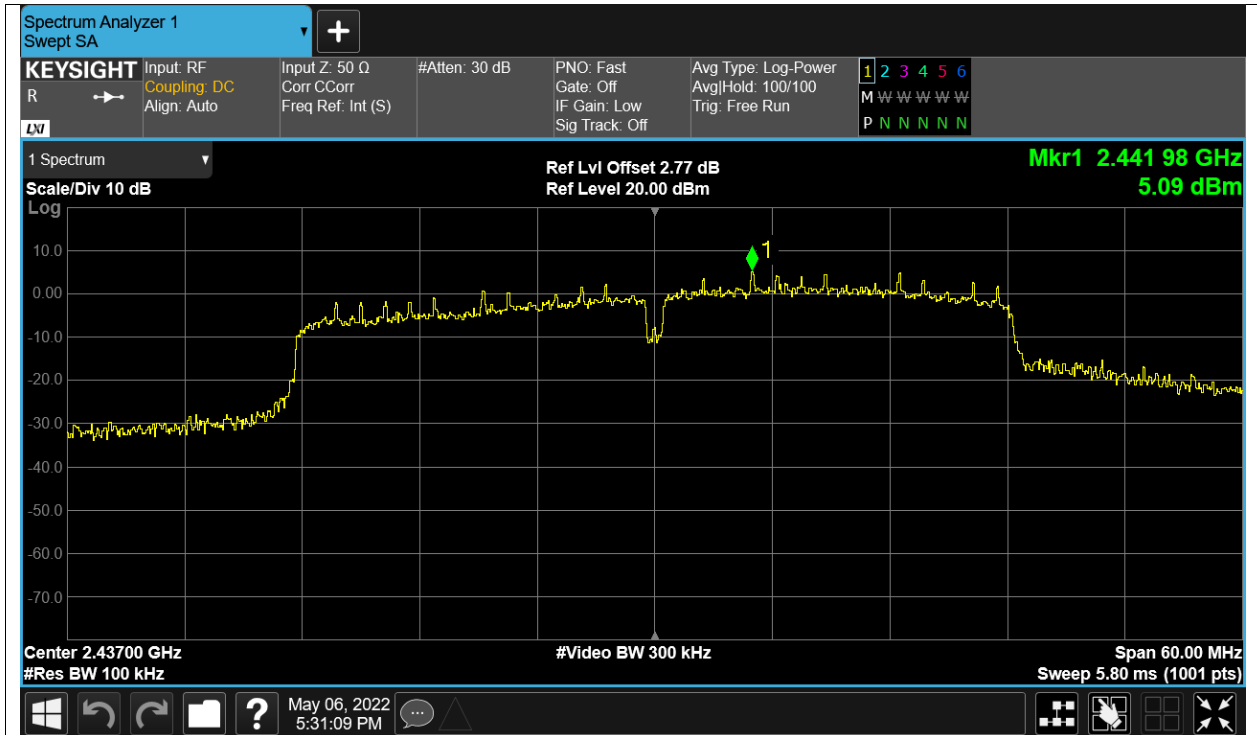 Spectrum Analyzer 1
Swept SA
KEYSIGHT
R
LXI
Input: RF
Coupling: DC
Align: Auto
Input Z: 50 Ω
Corr CCorr
Freq Ref: Int (S)
#Atten: 30 dB
PNO: Fast
Gate: Off
IF Gain: Low
Sig Track: Off
Avg Type: Log-Power
Avg|Hold: 100/100
Trig: Free Run
1 2 3 4 5 6
M W W W W W
P N N N N N
1 Spectrum
Scale/Div 10 dB
Log
Ref Lvl Offset 2.77 dB
Ref Level 20.00 dBm
Mkr1 2.441 98 GHz
5.09 dBm
1
10.0
0.00
-10.0
-20.0
-30.0
-40.0
-50.0
-60.0
-70.0
Center 2.43700 GHz
#Res BW 100 kHz
#Video BW 300 kHz
Span 60.00 MHz
Sweep 5.80 ms (1001 pts)
?
May 06, 2022
5:31:09 PM